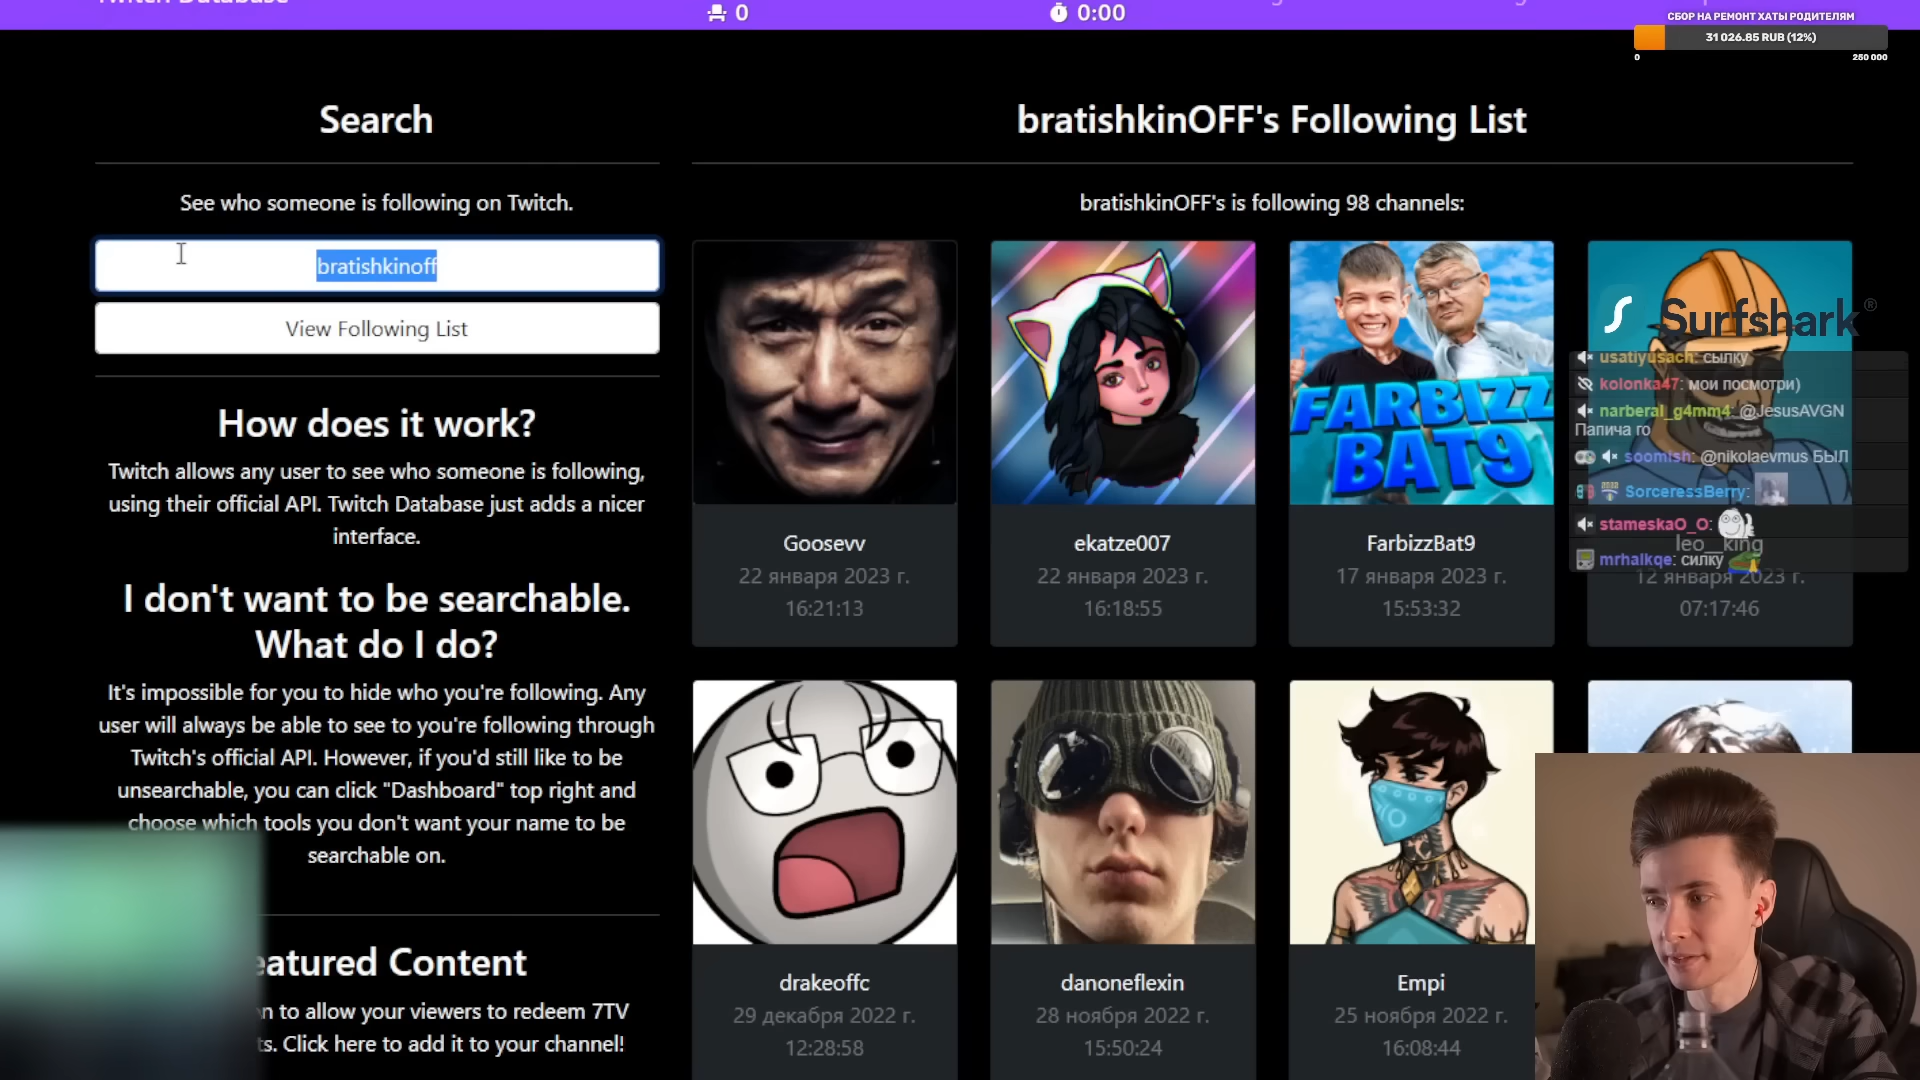 0
0:00
СБОР НА РЕМОНТ ХАТЫ РОДИТЕЛЯМ
31 026.85 RUB (12%)
0
250 000
Search
See who someone is following on Twitch.
bratishkinoff
View Following List
How does it work?
Twitch allows any user to see who someone is following,
using their official API. Twitch Database just adds a nicer
interface.
I don't want to be searchable.
What do I do?
It's impossible for you to hide who you're following. Any
user will always be able to see to you're following through
Twitch's official API. However, if you'd still like to be
unsearchable, you can click "Dashboard" top right and
choose which tools you don't want your name to be
searchable on.
eatured Content
n to allow your viewers to redeem 7TV
ts. Click here to add it to your channel!
bratishkinOFF's Following List
bratishkinOFF's is following 98 channels:
FARBIZZ
BAT9
Goosevv
22 января 2023 г.
16:21:13
ekatze007
22 января 2023 г.
16:18:55
FarbizzBat9
17 января 2023 г.
15:53:32
leo__king
12 января 2023 г.
07:17:46
Surfshark®
usatiyusach: сылку
kolonka47: мои посмотри)
narberal_g4mm4: @JesusAVGN
Папича го
soomish: @nikolaevmus БЫЛ
SorceressBerry:
stameskaO_O:
mrhalkqe: силку
drakeoffc
29 декабря 2022 г.
12:28:58
danoneflexin
28 ноября 2022 г.
15:50:24
Empi
25 ноября 2022 г.
16:08:44